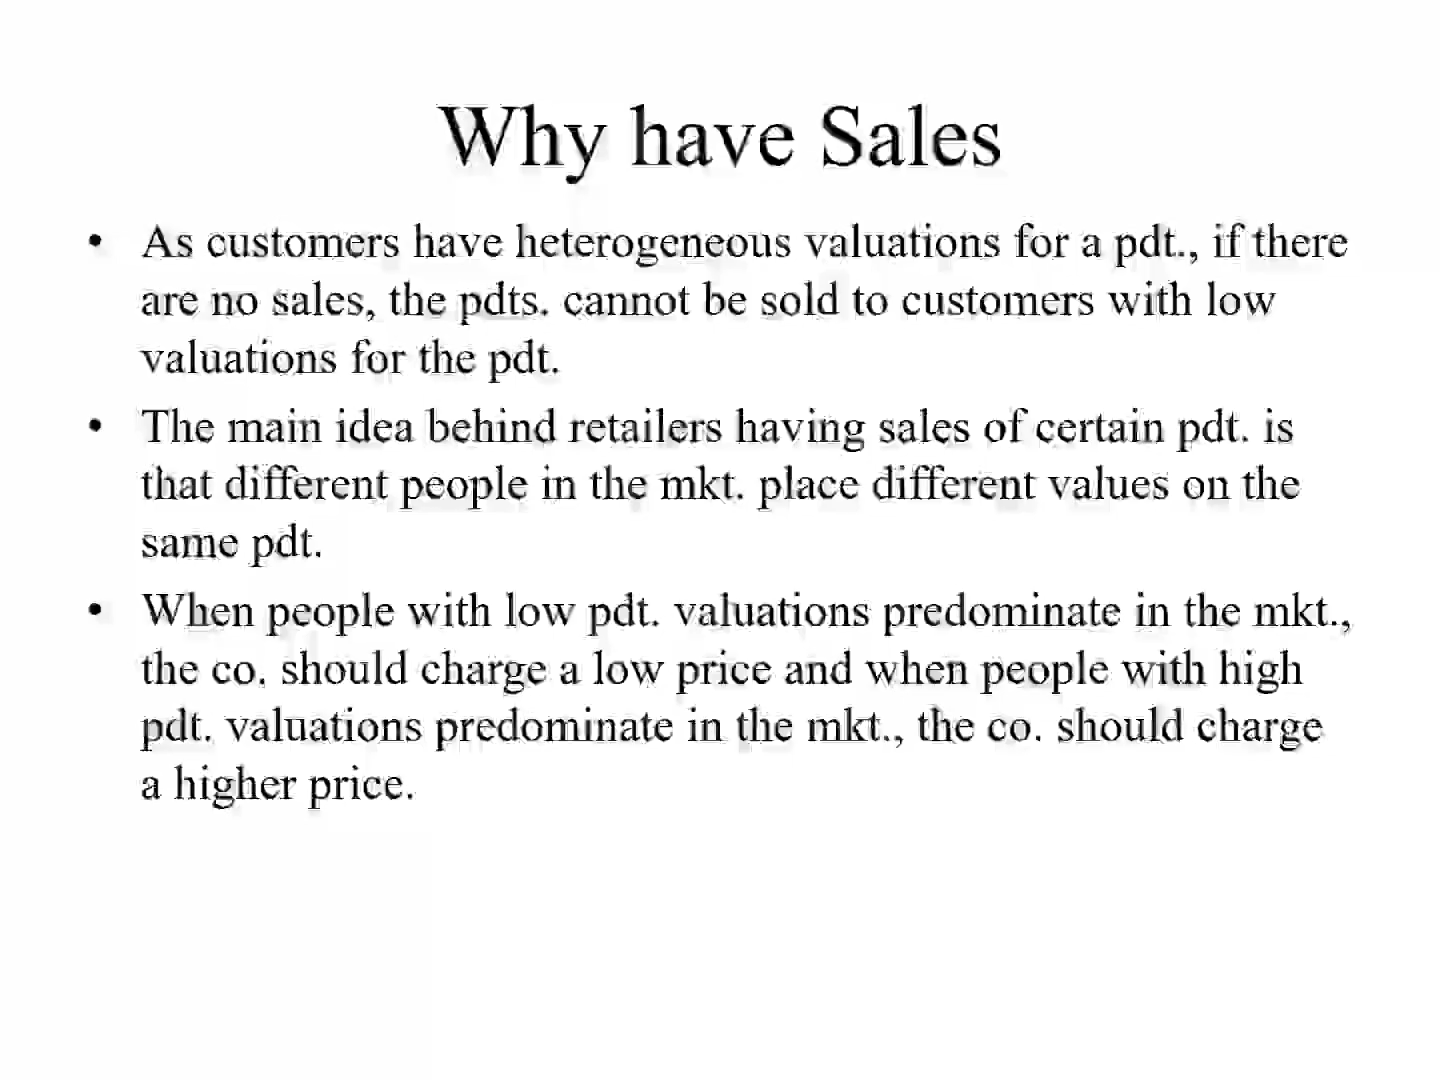 Why have Sales
• As customers have heterogeneous valuations for a pdt., if there
are no sales, the pdts. cannot be sold to customers with low
valuations for the pdt.
• The main idea behind retailers having sales of certain pdt. is
that different people in the mkt. place different values on the
same pdt.
• When people with low pdt. valuations predominate in the mkt.,
the co. should charge a low price and when people with high
pdt. valuations predominate in the mkt., the co. should charge
a higher price.